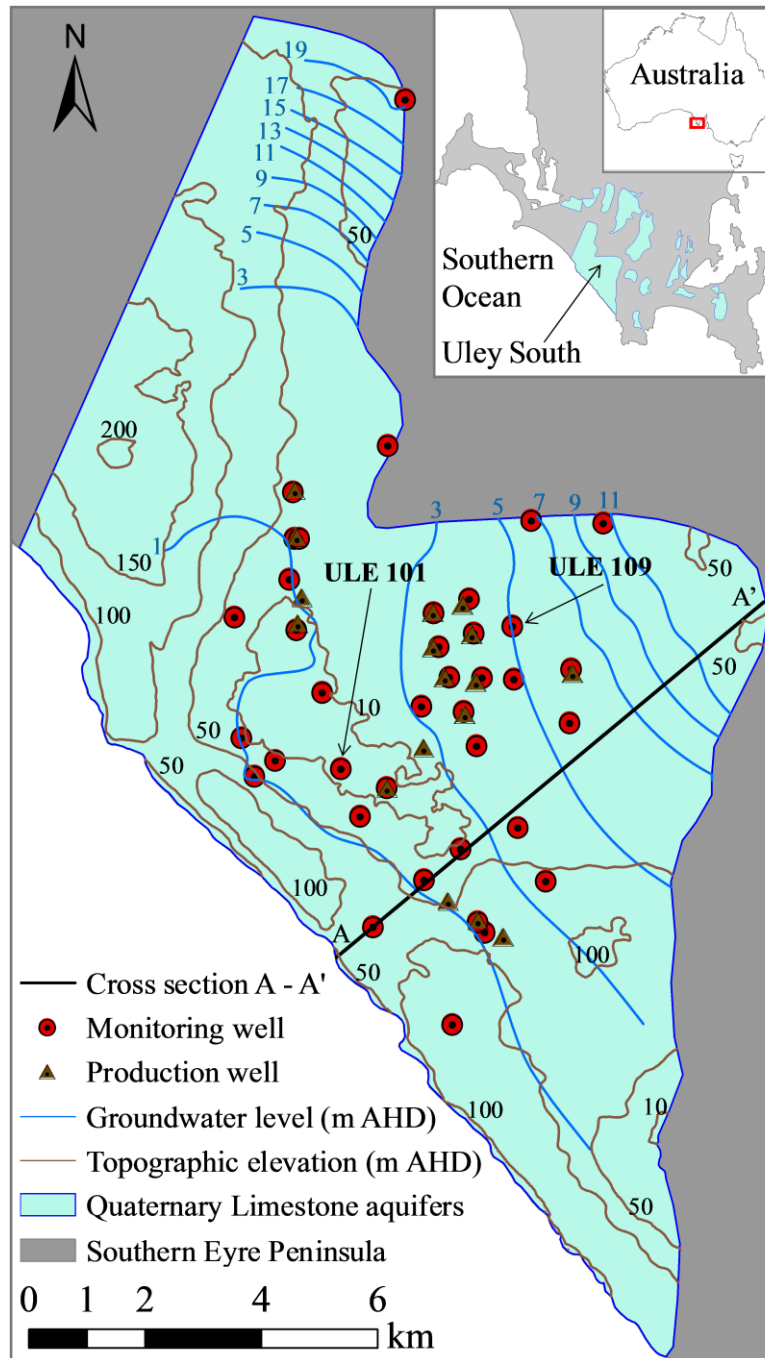 N
19
17
15
13
11
9
7
5
3
50
Australia
Southern
Ocean
Uley South
200
150
100
1
3
5
7
9
11
50
ULE 101
ULE 109
A'
50
10
50
50
100
A
50
100
100
10
50
Cross section A - A'
Monitoring well
Production well
Groundwater level (m AHD)
Topographic elevation (m AHD)
Quaternary Limestone aquifers
Southern Eyre Peninsula
0 1 2 4 6
km